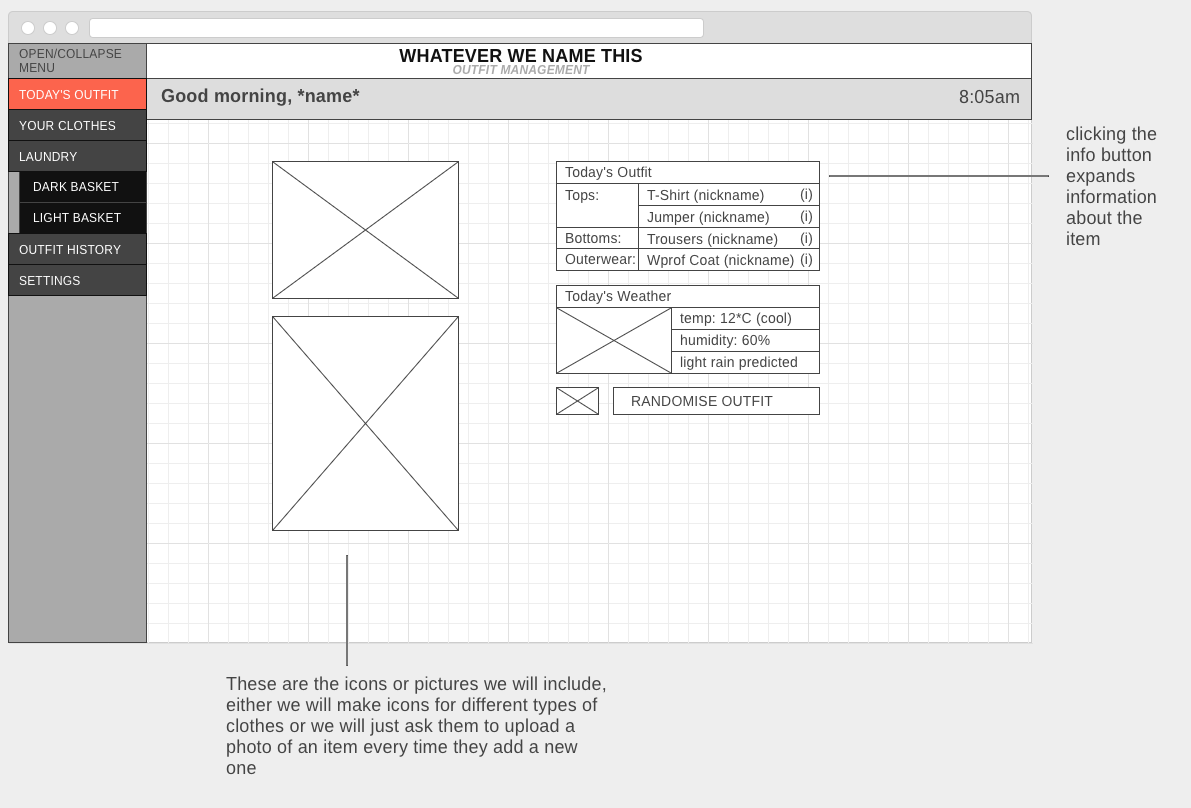 OPEN/COLLAPSE
MENU
WHATEVER WE NAME THIS
OUTFIT MANAGEMENT
TODAY'S OUTFIT
YOUR CLOTHES
LAUNDRY
DARK BASKET
LIGHT BASKET
OUTFIT HISTORY
SETTINGS
Good morning, *name*
8:05am
Today's Outfit
Tops:
T-Shirt (nickname) (i)
Jumper (nickname) (i)
Bottoms: Trousers (nickname) (i)
Outerwear: Wprof Coat (nickname) (i)
Today's Weather
temp: 12*C (cool)
humidity: 60%
light rain predicted
RANDOMISE OUTFIT
clicking the
info button
expands
information
about the
item
These are the icons or pictures we will include,
either we will make icons for different types of
clothes or we will just ask them to upload a
photo of an item every time they add a new
one